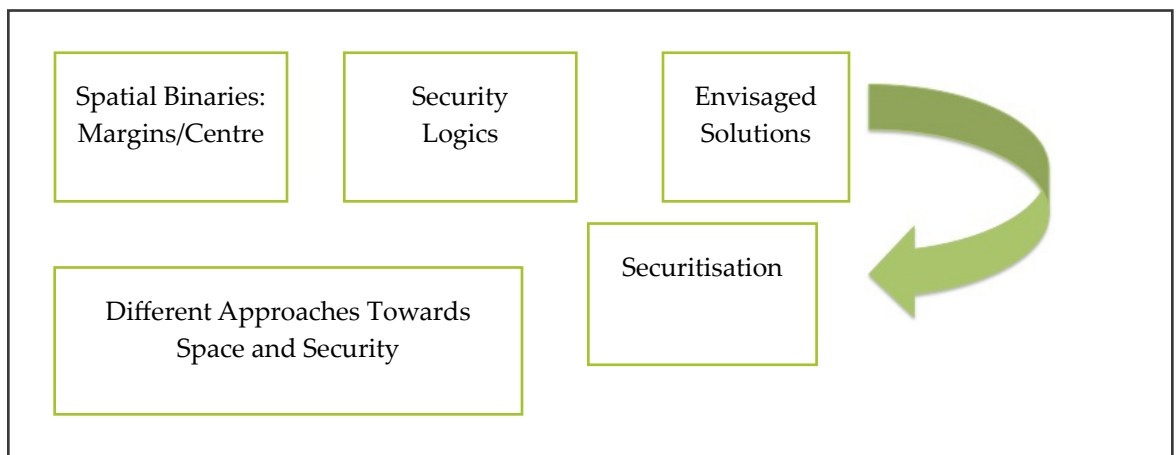 Spatial Binaries:
Margins/Centre
Security
Logics
Envisaged
Solutions
Securitisation
Different Approaches Towards
Space and Security